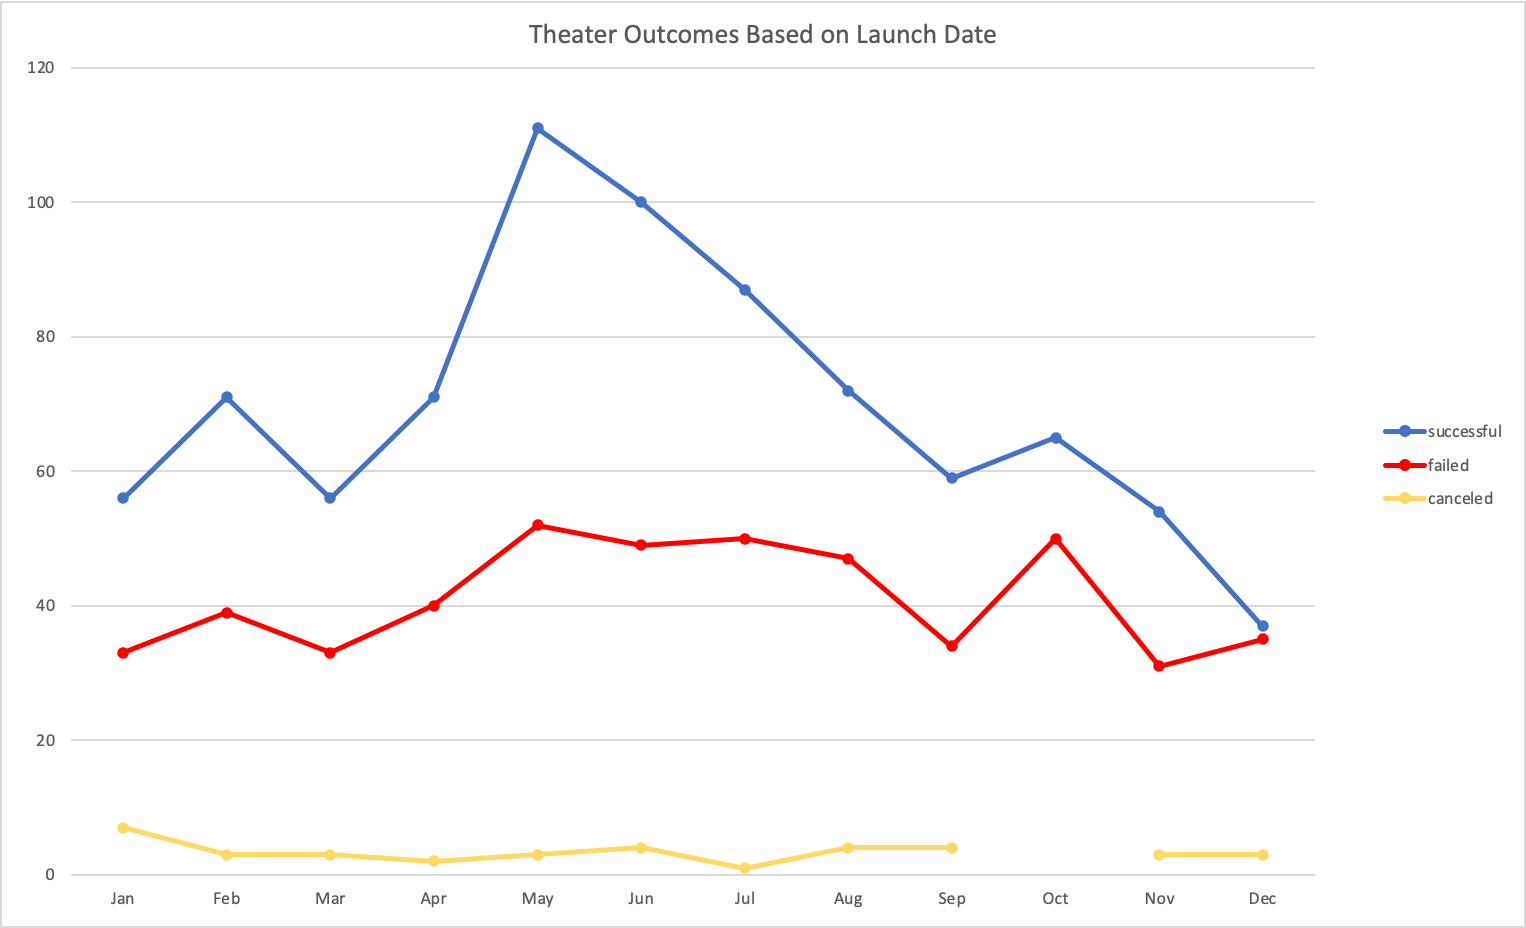 Theater Outcomes Based on Launch Date
120
100
80
60
40
20
0
Jan Feb Mar Apr May Jun Jul Aug Sep Oct Nov Dec
successful
failed
canceled